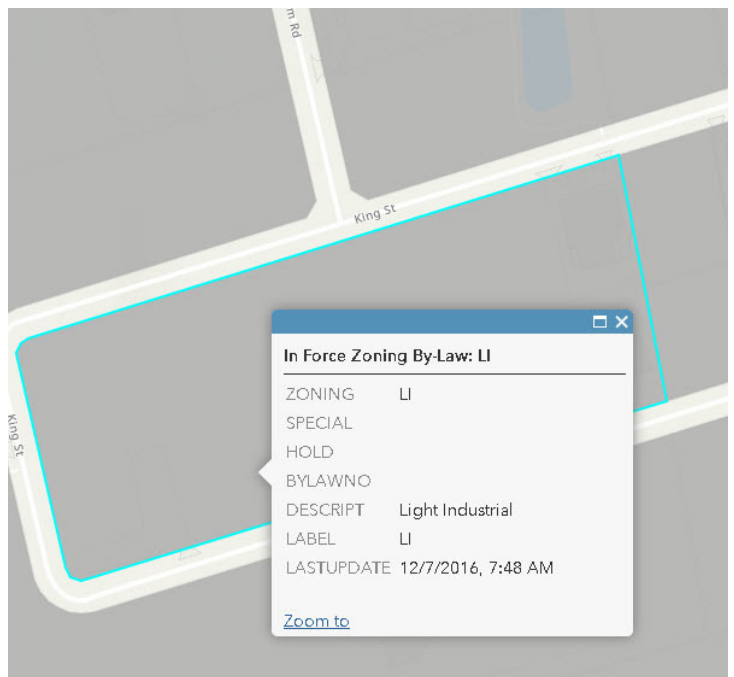 m Rd
King St
In Force Zoning By-Law: LI
ZONING LI
SPECIAL
HOLD
BYLAWNO
DESCRIPT Light Industrial
LABEL LI
LASTUPDATE 12/7/2016, 7:48 AM
Zoom to
King St